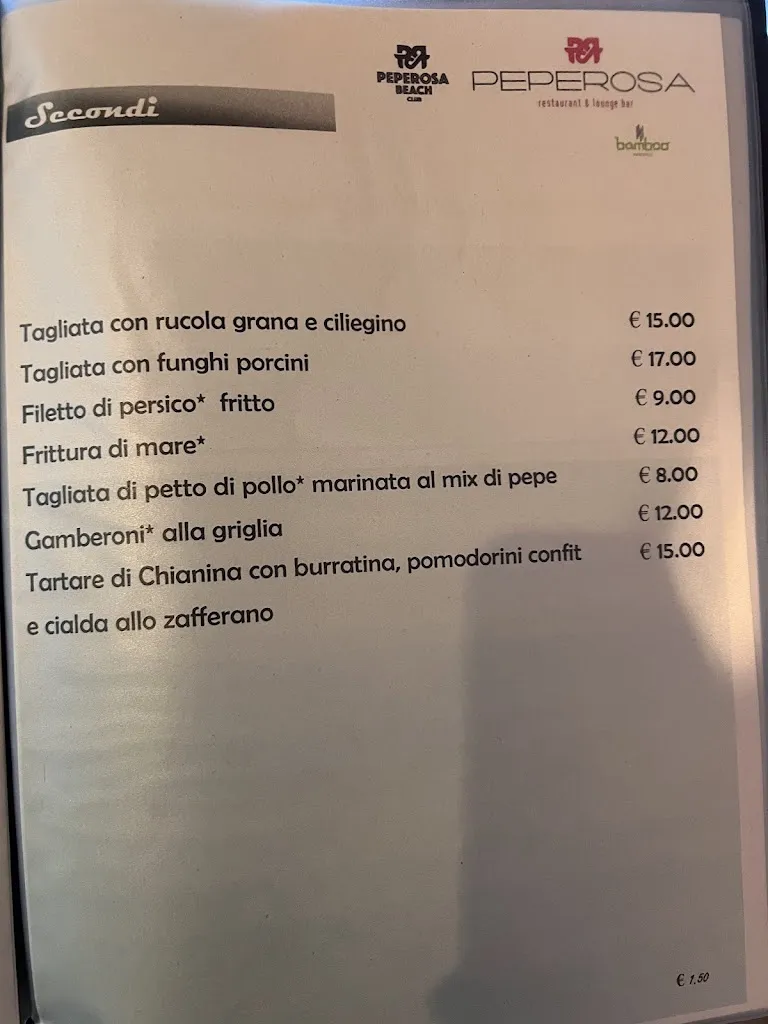 PEPEROSA
BEACH
CLUB
PEPEROSA
restaurant & lounge bar
bamboo
Secondi
Tagliata con rucola grana e ciliegino € 15.00
Tagliata con funghi porcini € 17.00
Filetto di persico* fritto € 9.00
Frittura di mare* € 12.00
Tagliata di petto di pollo* marinata al mix di pepe € 8.00
Gamberoni* alla griglia € 12.00
Tartare di Chianina con burratina, pomodorini confit € 15.00
e cialda allo zafferano
€ 1.50